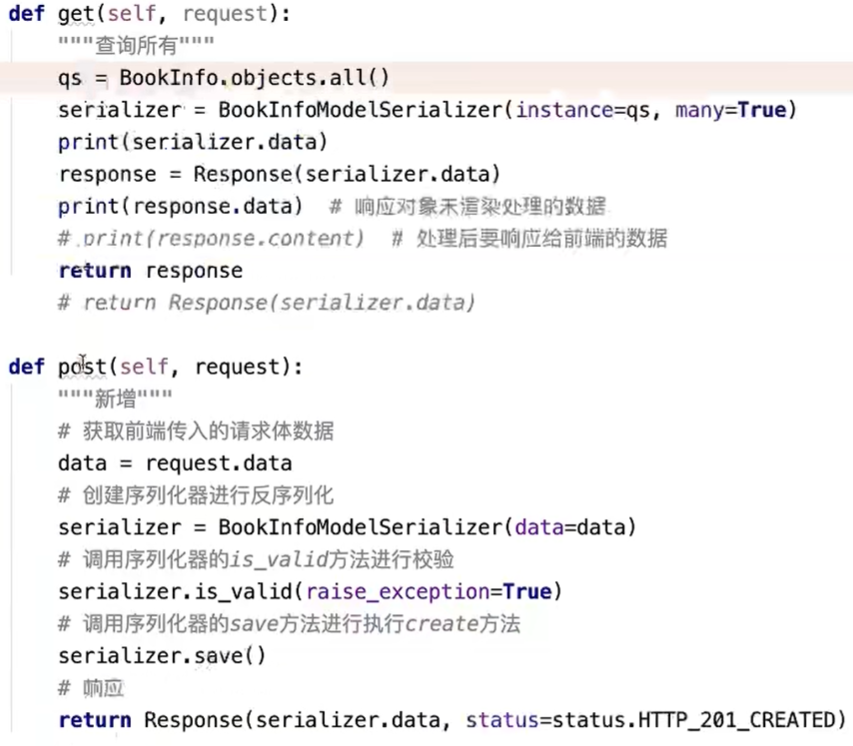 def get(self, request):
    """查询所有"""
    qs = BookInfo.objects.all()
    serializer = BookInfoModelSerializer(instance=qs, many=True)
    print(serializer.data)
    response = Response(serializer.data)
    print(response.data)  # 响应对象未渲染处理的数据
    # print(response.content)  # 处理后要响应给前端的数据
    return response
    # return Response(serializer.data)
def post(self, request):
    """新增"""
    # 获取前端传入的请求体数据
    data = request.data
    # 创建序列化器进行反序列化
    serializer = BookInfoModelSerializer(data=data)
    # 调用序列化器的is_valid方法进行校验
    serializer.is_valid(raise_exception=True)
    # 调用序列化器的save方法进行执行create方法
    serializer.save()
    # 响应
    return Response(serializer.data, status=status.HTTP_201_CREATED)